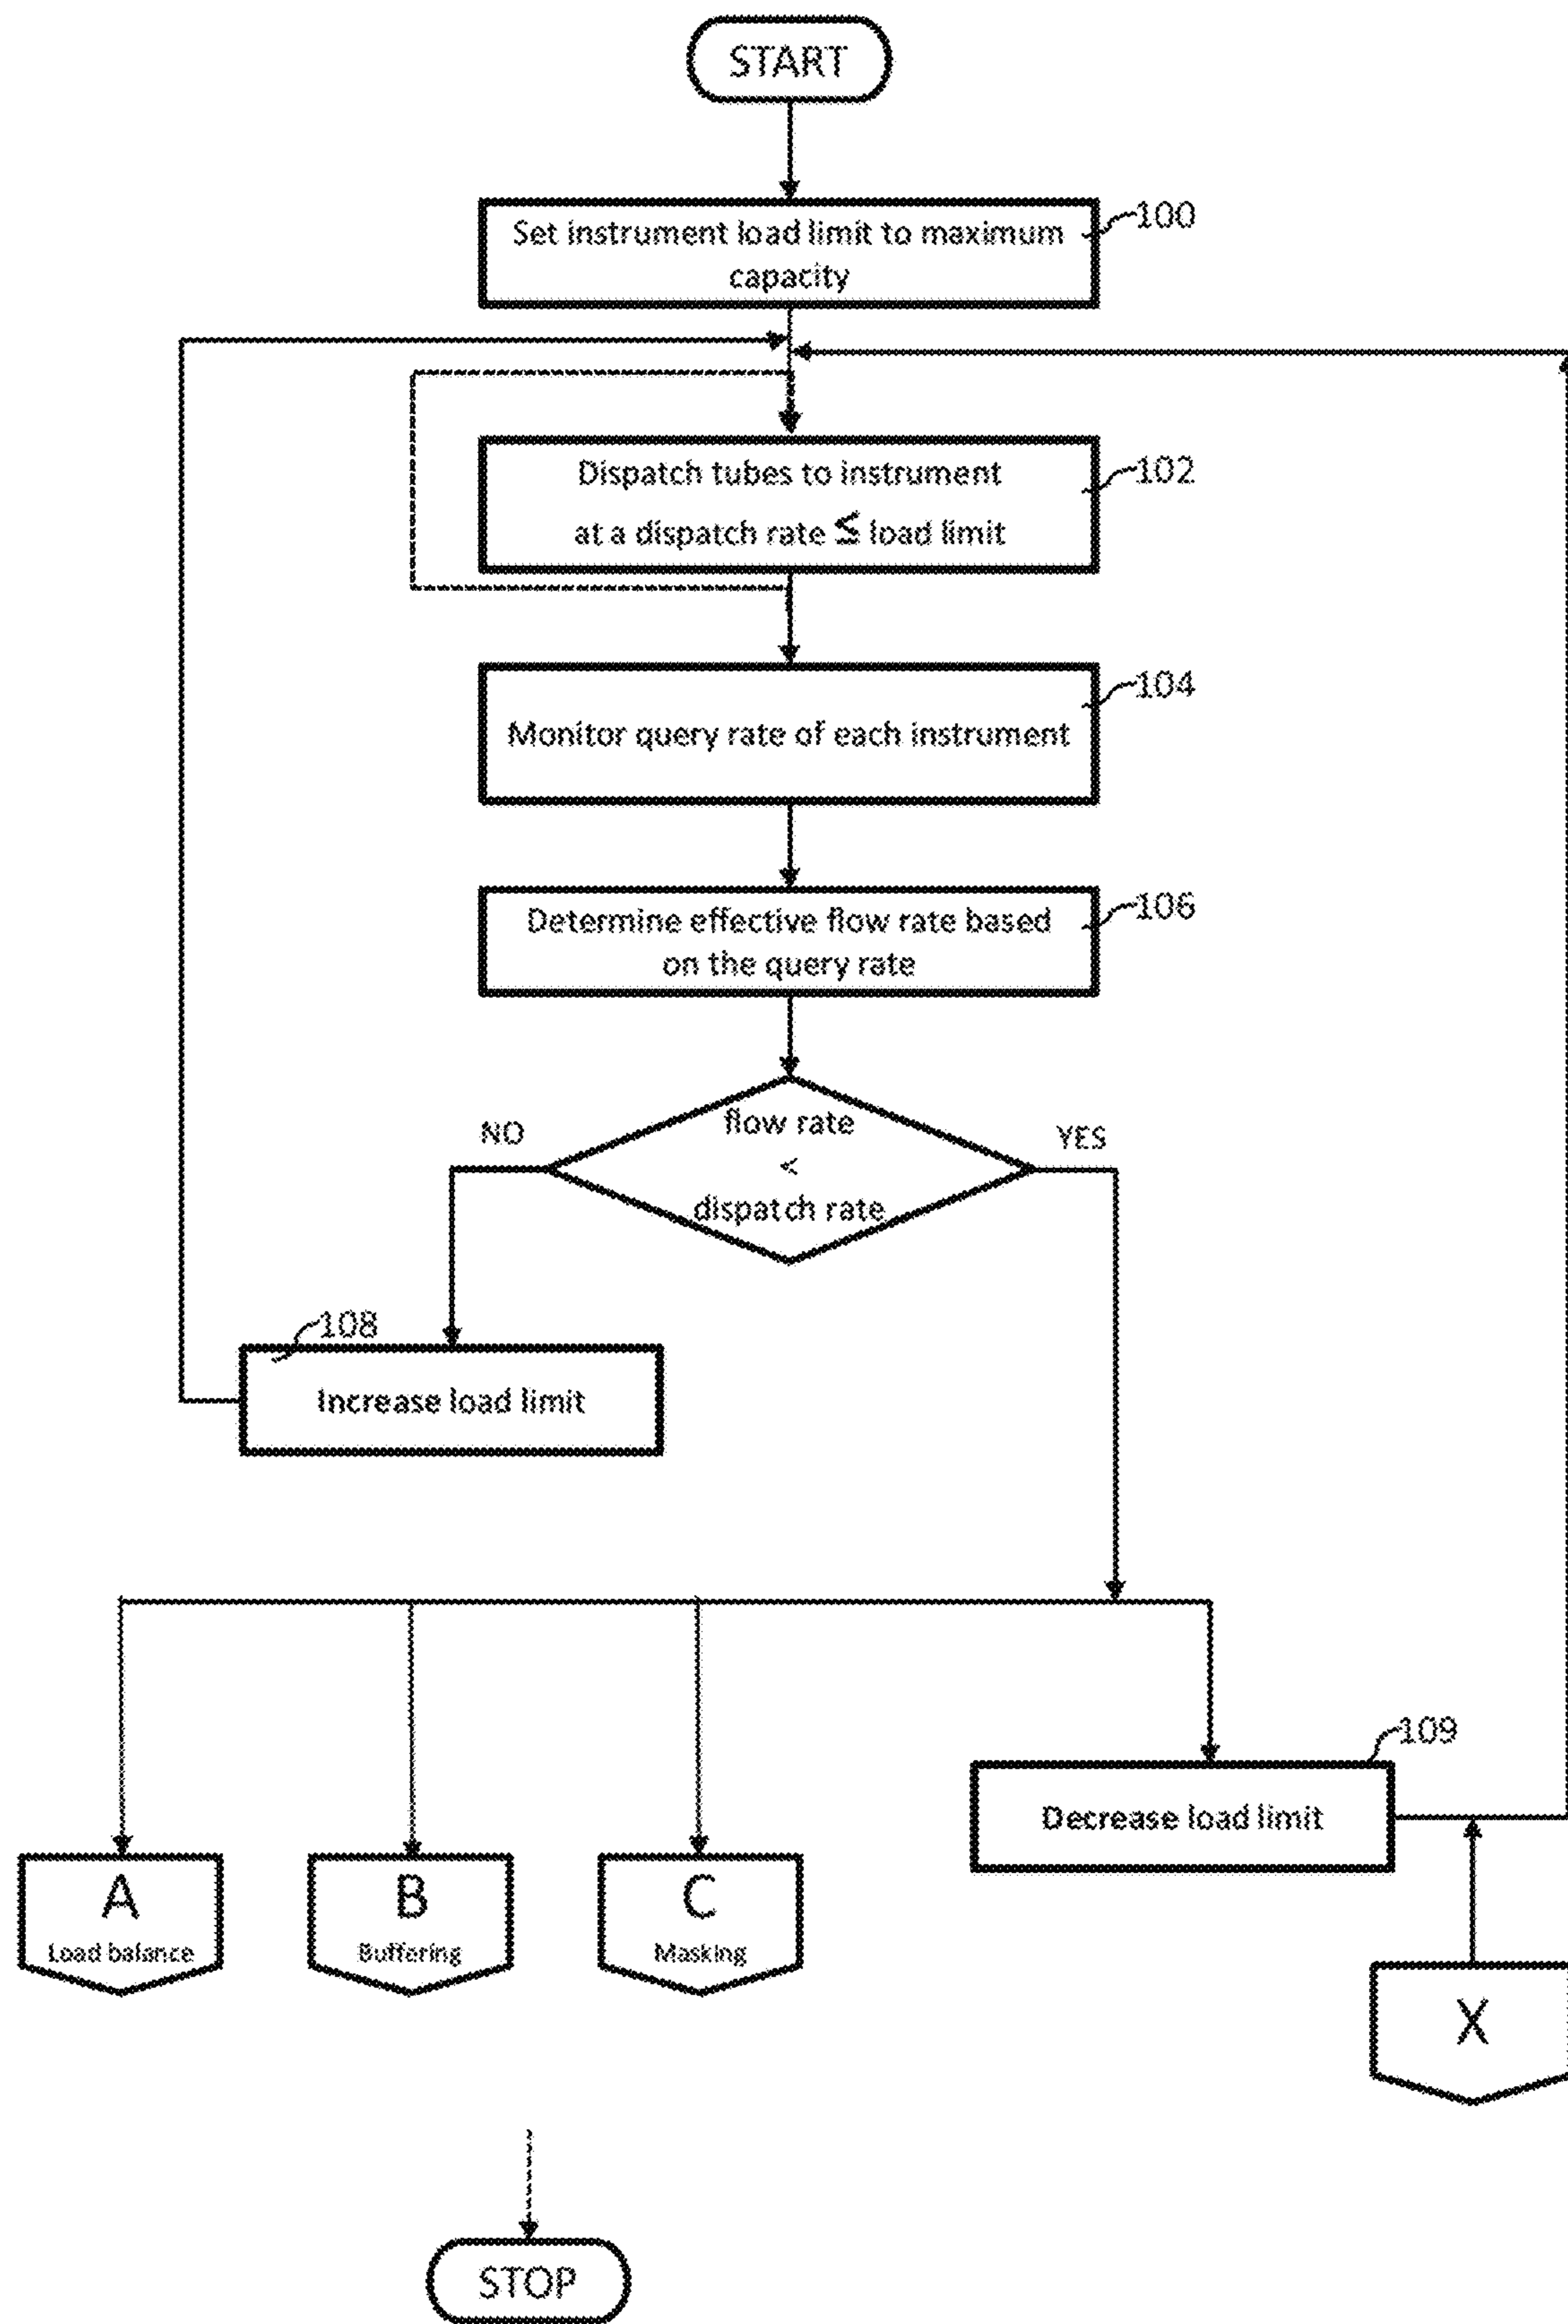 START
Set instrument load limit to maximum
capacity
100
Dispatch tubes to instrument
at a dispatch rate ≤ load limit
102
Monitor query rate of each instrument
104
Determine effective flow rate based
on the query rate
106
flow rate
<
dispatch rate
NO
YES
108
Increase load limit
109
Decrease load limit
A
Load balance
B
Buffering
C
Masking
X
STOP